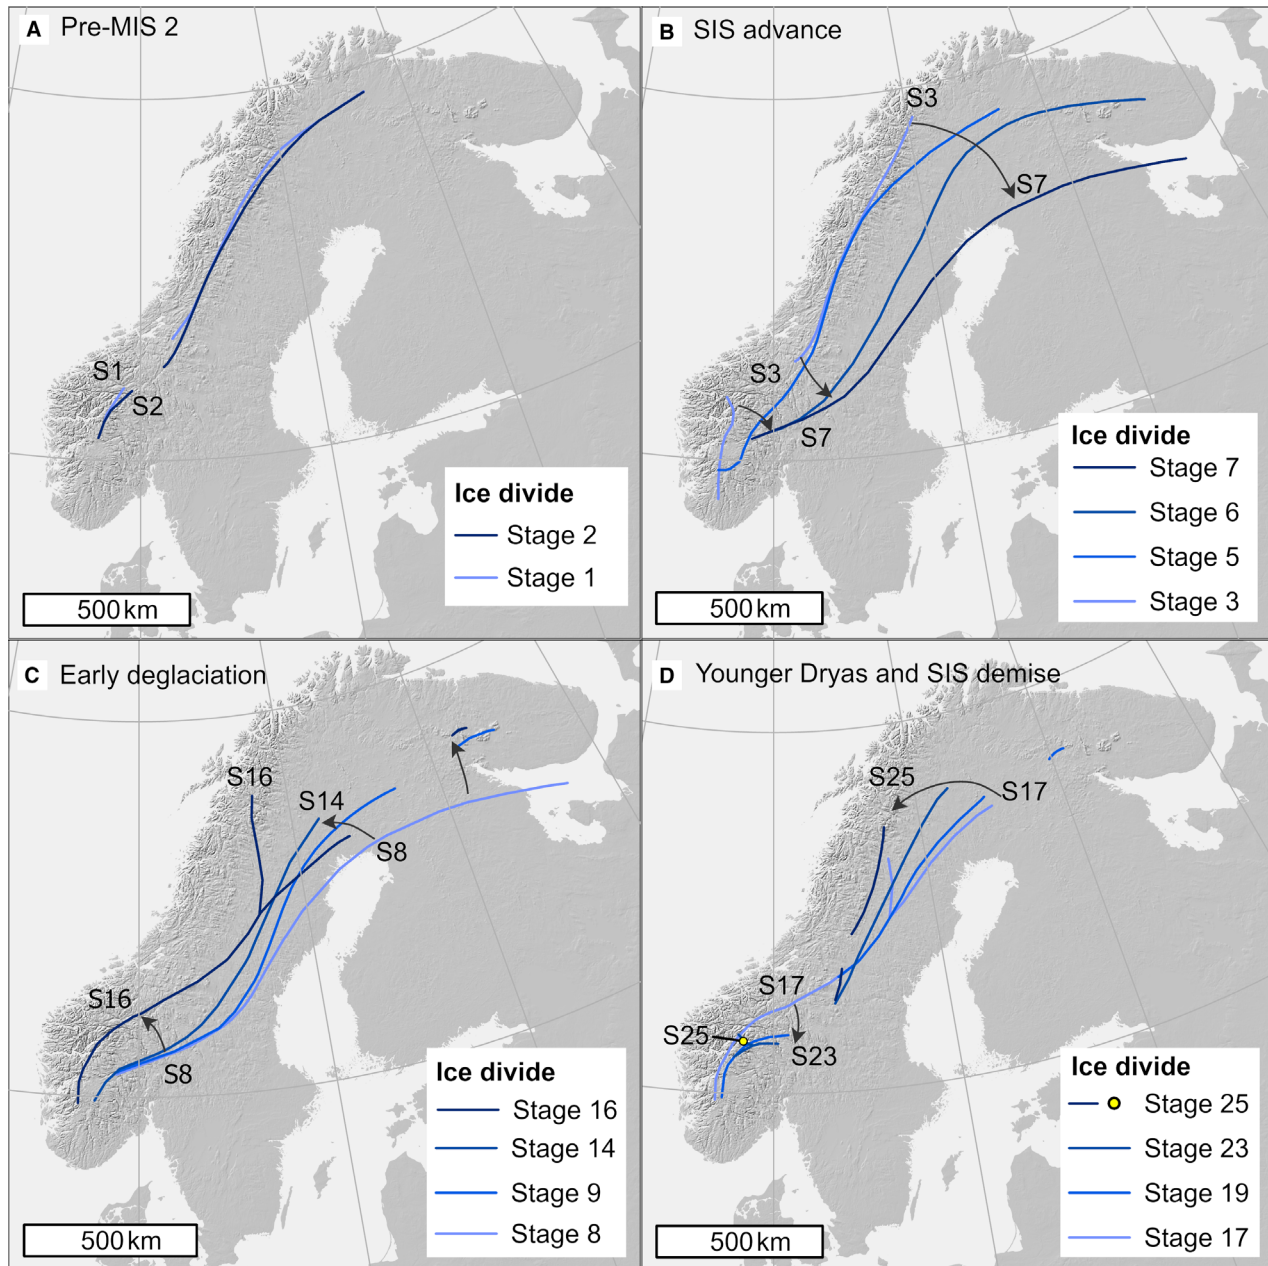 A Pre-MIS 2
S1
S2
Ice divide
Stage 2
Stage 1
500 km
B SIS advance
S3
S7
S3
S7
Ice divide
Stage 7
Stage 6
Stage 5
Stage 3
500 km
C Early deglaciation
S16
S14
S8
S16
S8
Ice divide
Stage 16
Stage 14
Stage 9
Stage 8
500 km
D Younger Dryas and SIS demise
S25
S17
S17
S25
S23
Ice divide
Stage 25
Stage 23
Stage 19
Stage 17
500 km